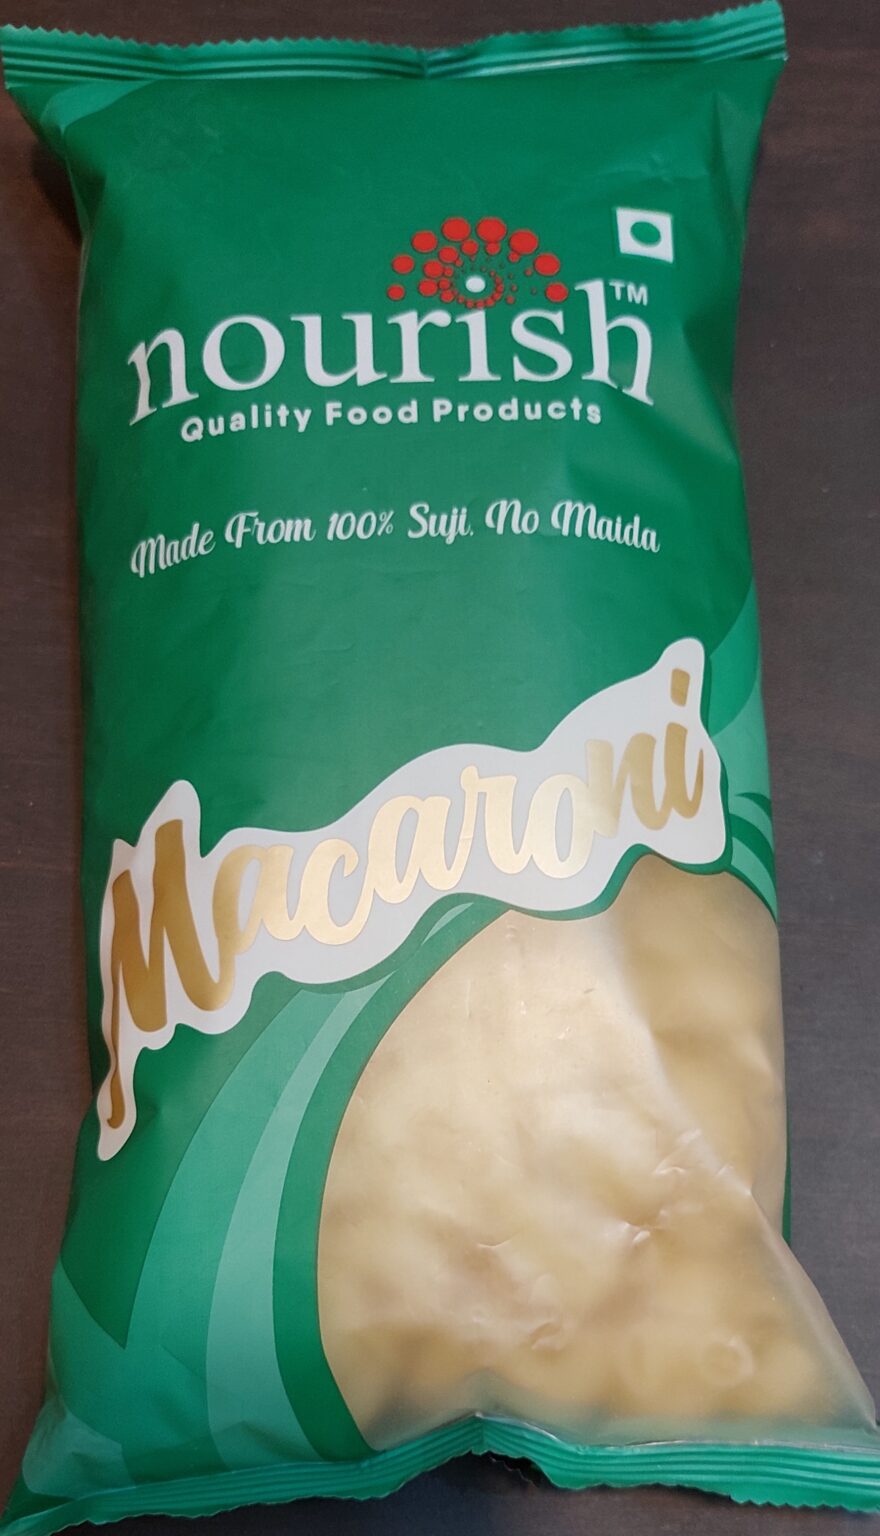 nourish™
Quality Food Products
Made From 100% Suji. No Maida
Macaroni